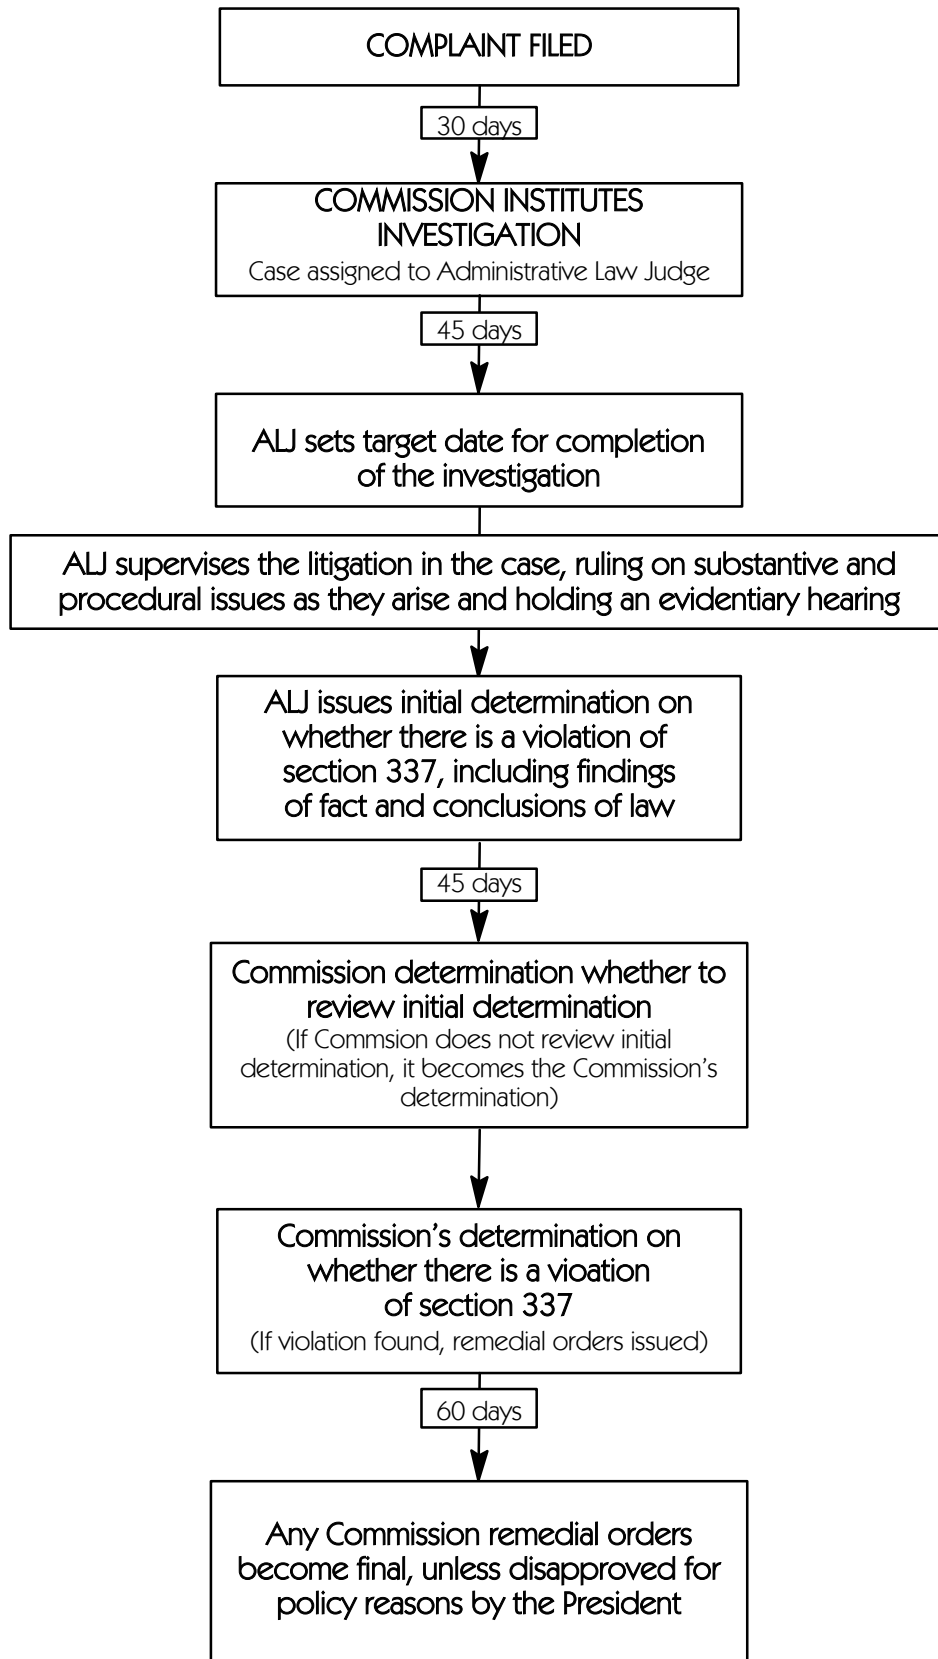 COMPLAINT FILED
30 days
COMMISSION INSTITUTES
INVESTIGATION
Case assigned to Administrative Law Judge
45 days
ALJ sets target date for completion
of the investigation
ALJ supervises the litigation in the case, ruling on substantive and
procedural issues as they arise and holding an evidentiary hearing
ALJ issues initial determination on
whether there is a violation of
section 337, including findings
of fact and conclusions of law
45 days
Commission determination whether to
review initial determination
(If Commsion does not review initial
determination, it becomes the Commission's
determination)
Commission's determination on
whether there is a vioation
of section 337
(If violation found, remedial orders issued)
60 days
Any Commission remedial orders
become final, unless disapproved for
policy reasons by the President